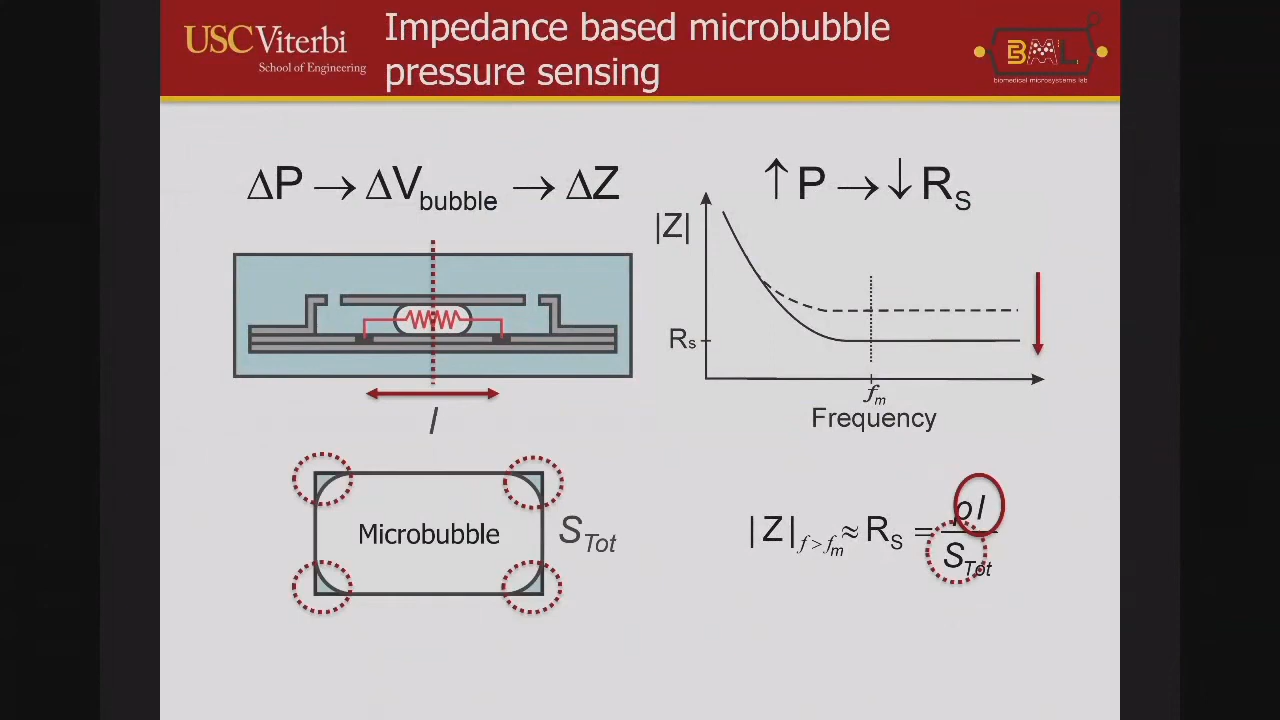 USC Viterbi
School of Engineering
Impedance based microbubble
pressure sensing
BML
biomedical microsystems lab
ΔP → ΔV_bubble → ΔZ
↑P → ↓R_S
|Z|
R_s
f_m
Frequency
l
Microbubble
S_Tot
|Z|_{f>f_m} ≈ R_S = ρl / S_Tot